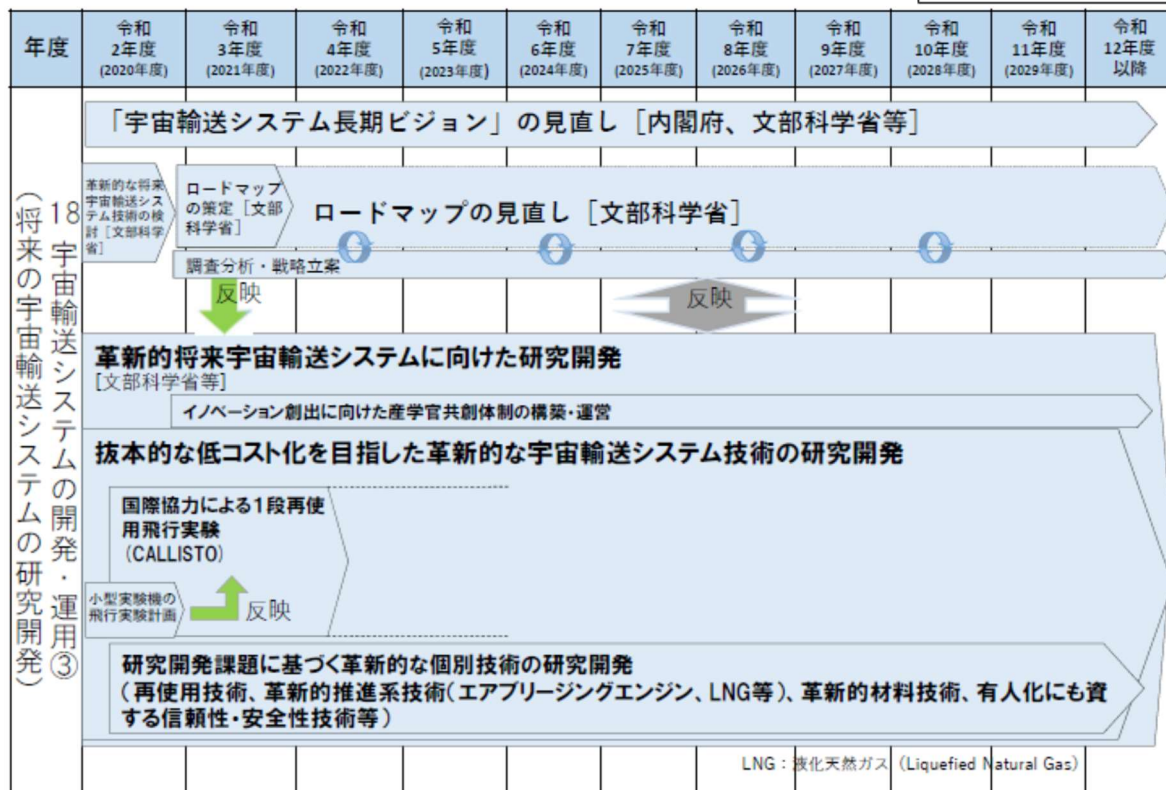 年度
令和
2年度
(2020年度)
令和
3年度
(2021年度)
令和
4年度
(2022年度)
令和
5年度
(2023年度)
令和
6年度
(2024年度)
令和
7年度
(2025年度)
令和
8年度
(2026年度)
令和
9年度
(2027年度)
令和
10年度
(2028年度)
令和
11年度
(2029年度)
令和
12年度
以降
18 宇宙輸送システムの開発・運用③
(将来の宇宙輸送システムの研究開発)
「宇宙輸送システム長期ビジョン」の見直し［内閣府、文部科学省等］
革新的な将来
宇宙輸送シス
テム技術の検
討［文部科学
省］
ロードマップ
の策定［文部
科学省］
ロードマップの見直し［文部科学省］
調査分析・戦略立案
反映
反映
革新的将来宇宙輸送システムに向けた研究開発
[文部科学省等]
イノベーション創出に向けた産学官共創体制の構築・運営
抜本的な低コスト化を目指した革新的な宇宙輸送システム技術の研究開発
国際協力による1段再使
用飛行実験
(CALLISTO)
小型実験機の
飛行実験計画
反映
研究開発課題に基づく革新的な個別技術の研究開発
(再使用技術、革新的推進系技術(エアブリージングエンジン、LNG等)、革新的材料技術、有人化にも資
する信頼性・安全性技術等)
LNG：液化天然ガス（Liquefied Natural Gas）